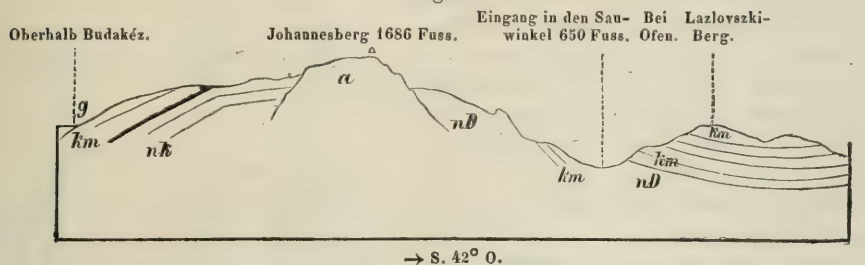 Eingang in den Sau- Bei Lazlovszki-
Oberhalb Budakéz. Johannesberg 1686 Fuss. winkel 650 Fuss. Ofen. Berg.
a
g
km
nk
nD
km
km
km
nD
→ S. 42° O.